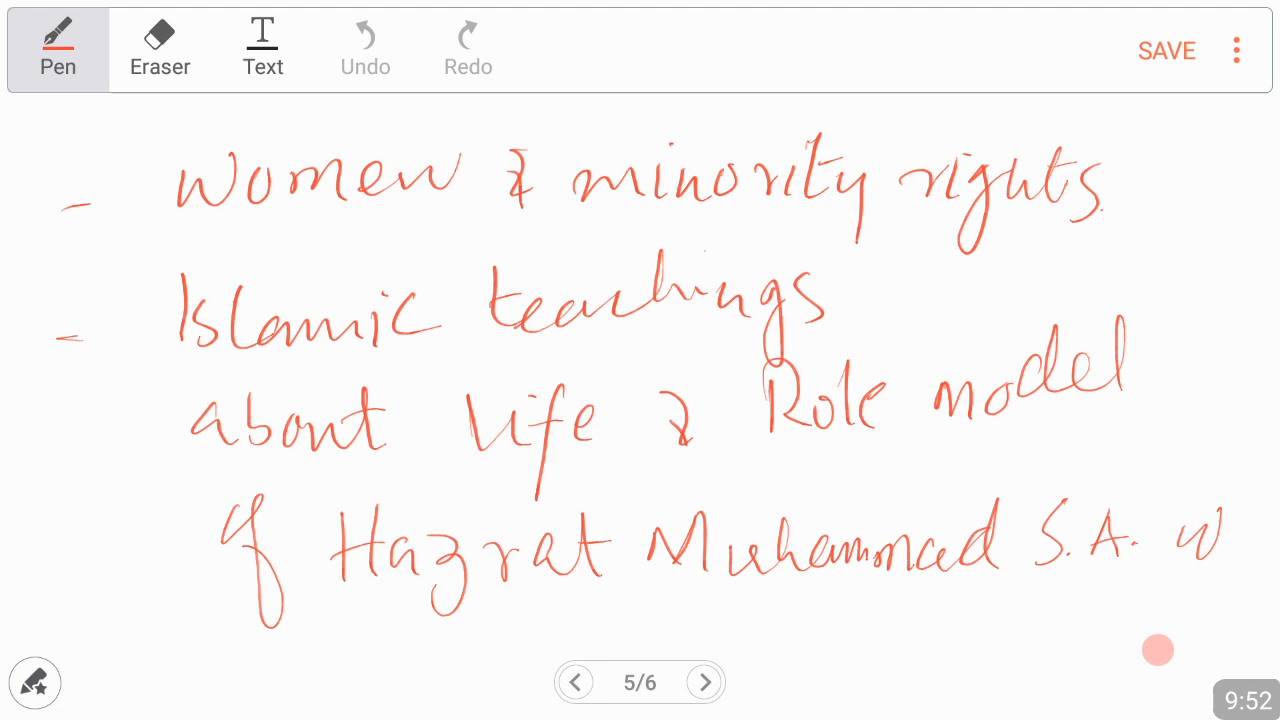 Pen Eraser Text Undo Redo SAVE
- Women & minority rights.
- Islamic teachings
about life & Role model
of Hazrat Muhammad S.A.W
5/6
9:52